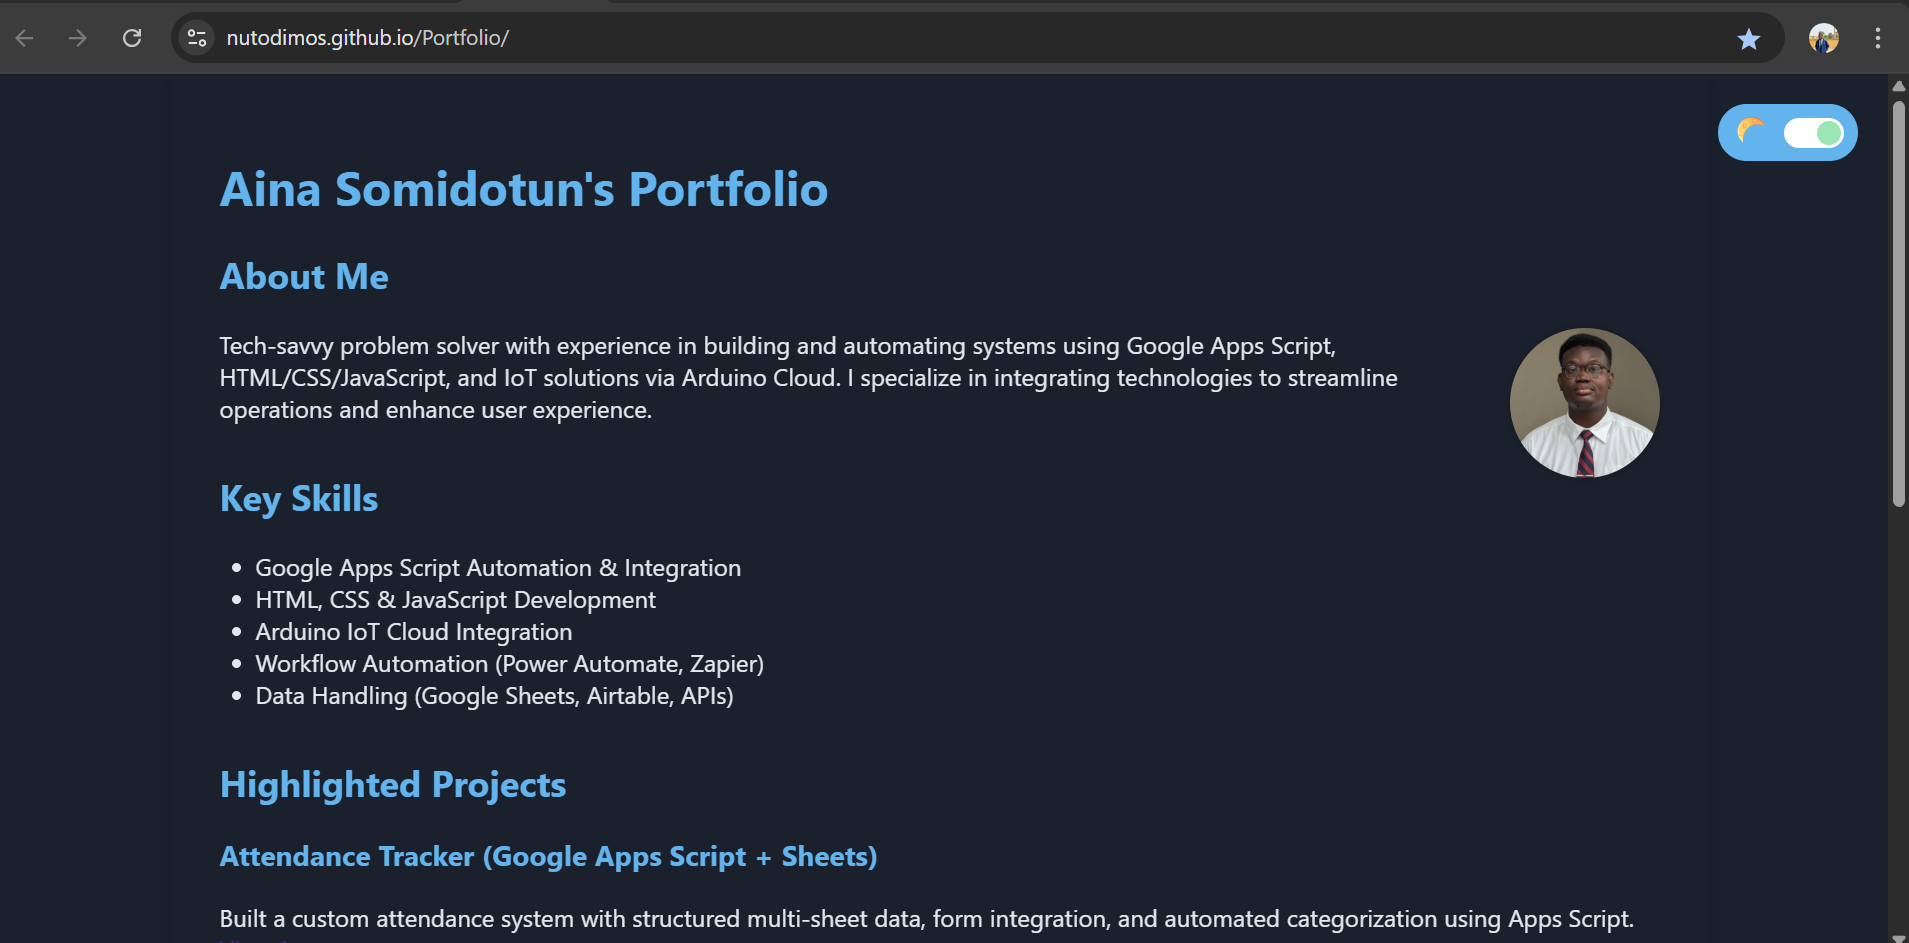 nutodimos.github.io/Portfolio/
Aina Somidotun's Portfolio
About Me
Tech-savvy problem solver with experience in building and automating systems using Google Apps Script,
HTML/CSS/JavaScript, and IoT solutions via Arduino Cloud. I specialize in integrating technologies to streamline
operations and enhance user experience.
Key Skills
Google Apps Script Automation & Integration
HTML, CSS & JavaScript Development
Arduino IoT Cloud Integration
Workflow Automation (Power Automate, Zapier)
Data Handling (Google Sheets, Airtable, APIs)
Highlighted Projects
Attendance Tracker (Google Apps Script + Sheets)
Built a custom attendance system with structured multi-sheet data, form integration, and automated categorization using Apps Script.